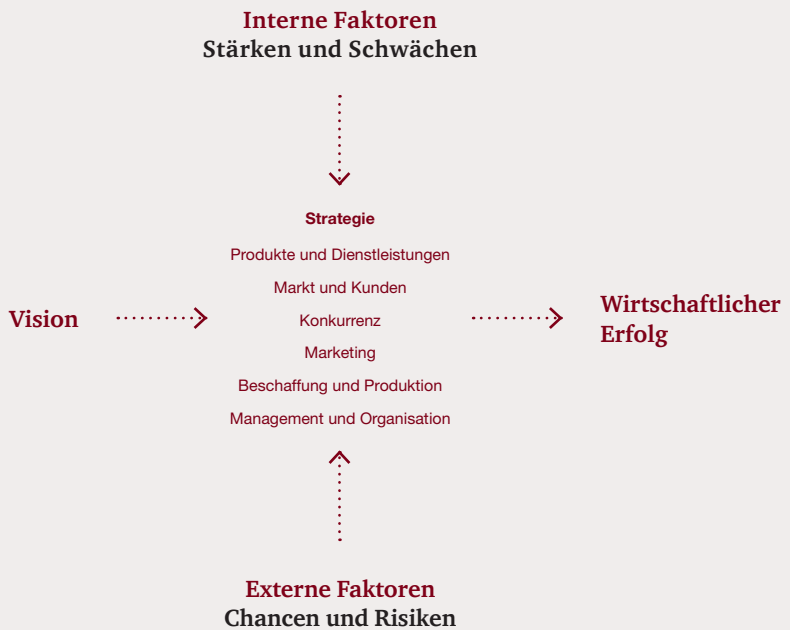 Interne Faktoren
Stärken und Schwächen
Strategie
Produkte und Dienstleistungen
Markt und Kunden
Konkurrenz
Marketing
Beschaffung und Produktion
Management und Organisation
Vision
Wirtschaftlicher
Erfolg
Externe Faktoren
Chancen und Risiken